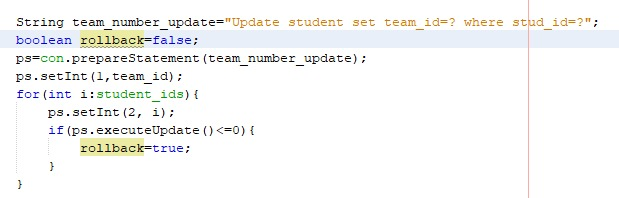 String team_number_update="Update student set team_id=? where stud_id=?";
boolean rollback=false;
ps=con.prepareStatement(team_number_update);
ps.setInt(1,team_id);
for(int i:student_ids){
    ps.setInt(2, i);
    if(ps.executeUpdate()<=0){
        rollback=true;
    }
}